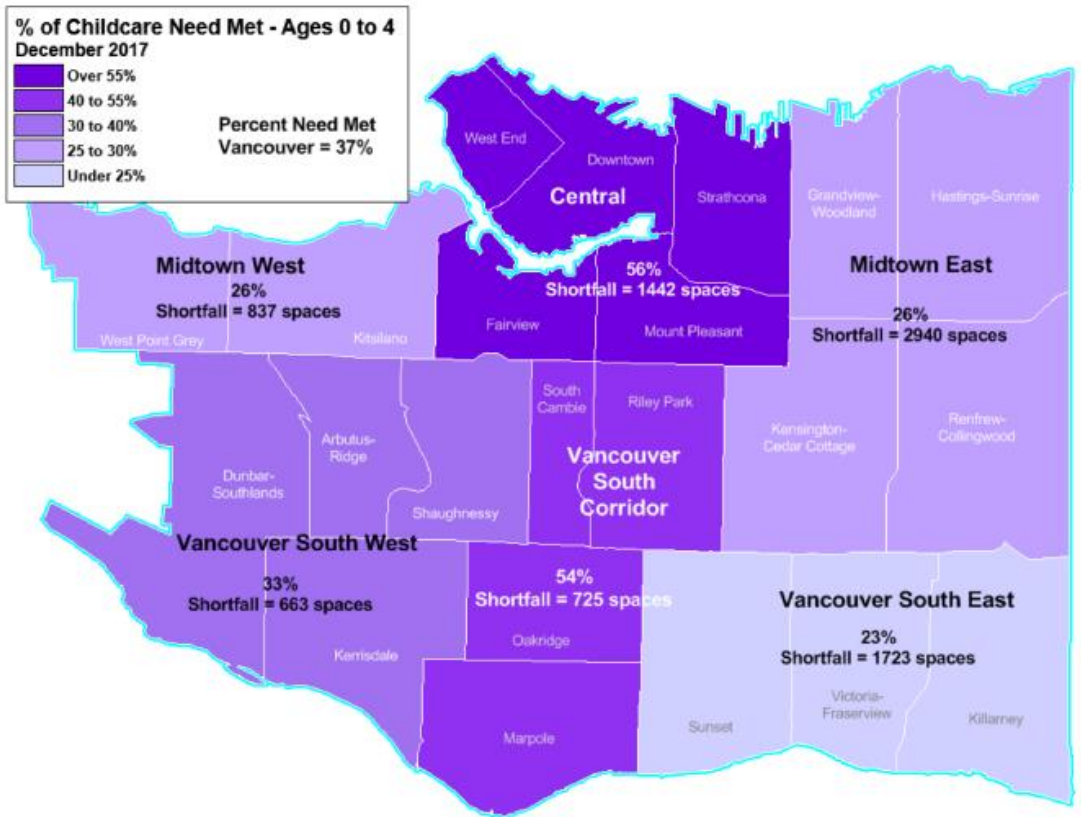 % of Childcare Need Met - Ages 0 to 4
December 2017
Over 55%
40 to 55%
30 to 40%
25 to 30%
Under 25%
Percent Need Met
Vancouver = 37%
West End
Downtown
Central
Strathcona
Grandview-
Woodland
Hastings-Sunrise
Midtown West
26%
Shortfall = 837 spaces
West Point Grey
Kitsilano
56%
Shortfall = 1442 spaces
Fairview
Mount Pleasant
Midtown East
26%
Shortfall = 2940 spaces
Dunbar-
Southlands
Arbutus-
Ridge
Shaughnessy
South
Cambie
Riley Park
Vancouver
South
Corridor
Kensington-
Cedar Cottage
Renfrew-
Collingwood
Vancouver South West
33%
Shortfall = 663 spaces
Kerrisdale
54%
Shortfall = 725 spaces
Oakridge
Marpole
Vancouver South East
23%
Shortfall = 1723 spaces
Sunset
Victoria-
Fraserview
Killarney